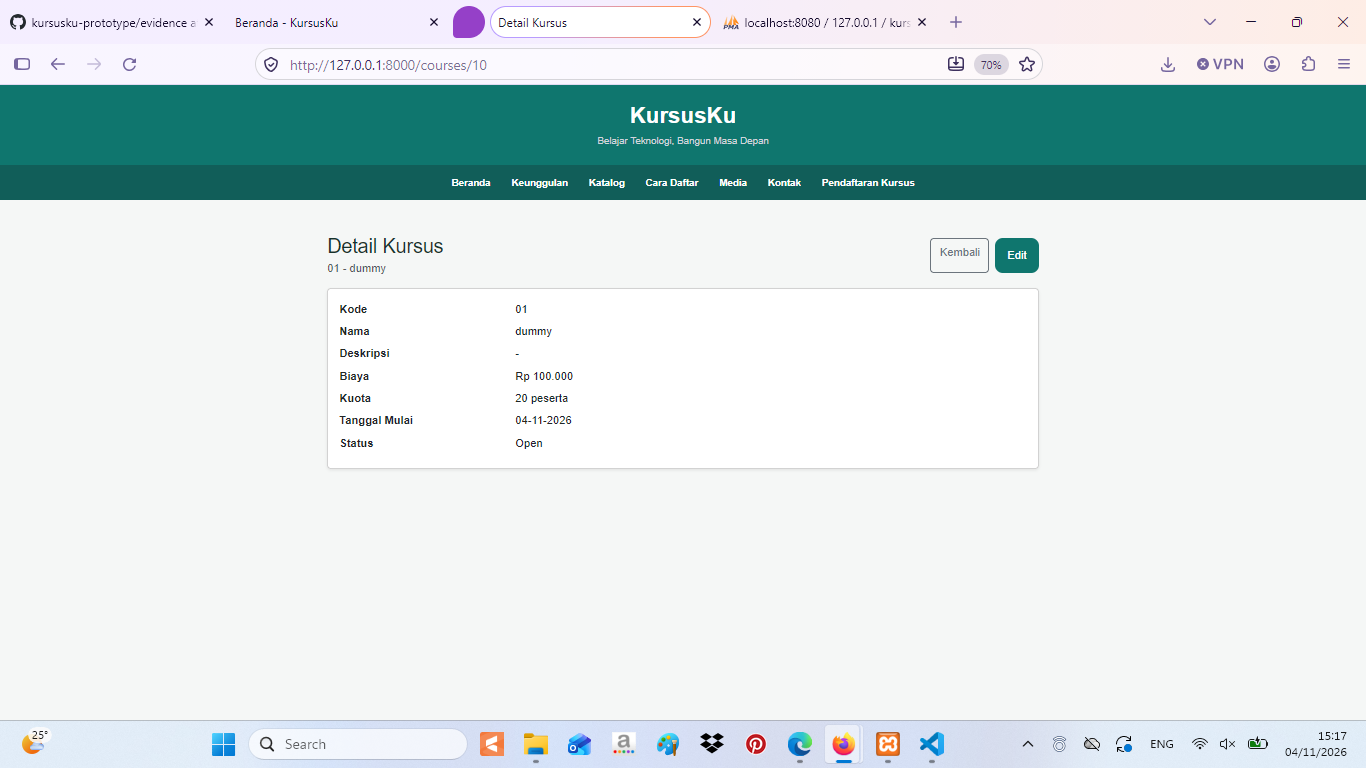 kursusku-prototype/evidence a
Beranda - KursusKu
Detail Kursus
localhost:8080 / 127.0.0.1 / kurs
http://127.0.0.1:8000/courses/10
70%
VPN
KursusKu
Belajar Teknologi, Bangun Masa Depan
Beranda Keunggulan Katalog Cara Daftar Media Kontak Pendaftaran Kursus
Detail Kursus
01 - dummy
Kembali
Edit
Kode 01
Nama dummy
Deskripsi -
Biaya Rp 100.000
Kuota 20 peserta
Tanggal Mulai 04-11-2026
Status Open
25°
Search
ENG
15:17
04/11/2026